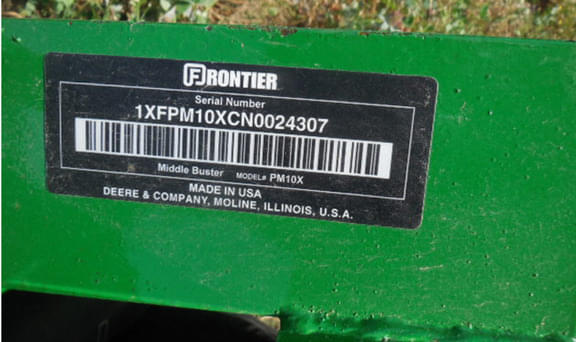 FRONTIER
Serial Number
1XFPM10XCN0024307
Middle Buster MODEL# PM10X
MADE IN USA
DEERE & COMPANY, MOLINE, ILLINOIS, U.S.A.